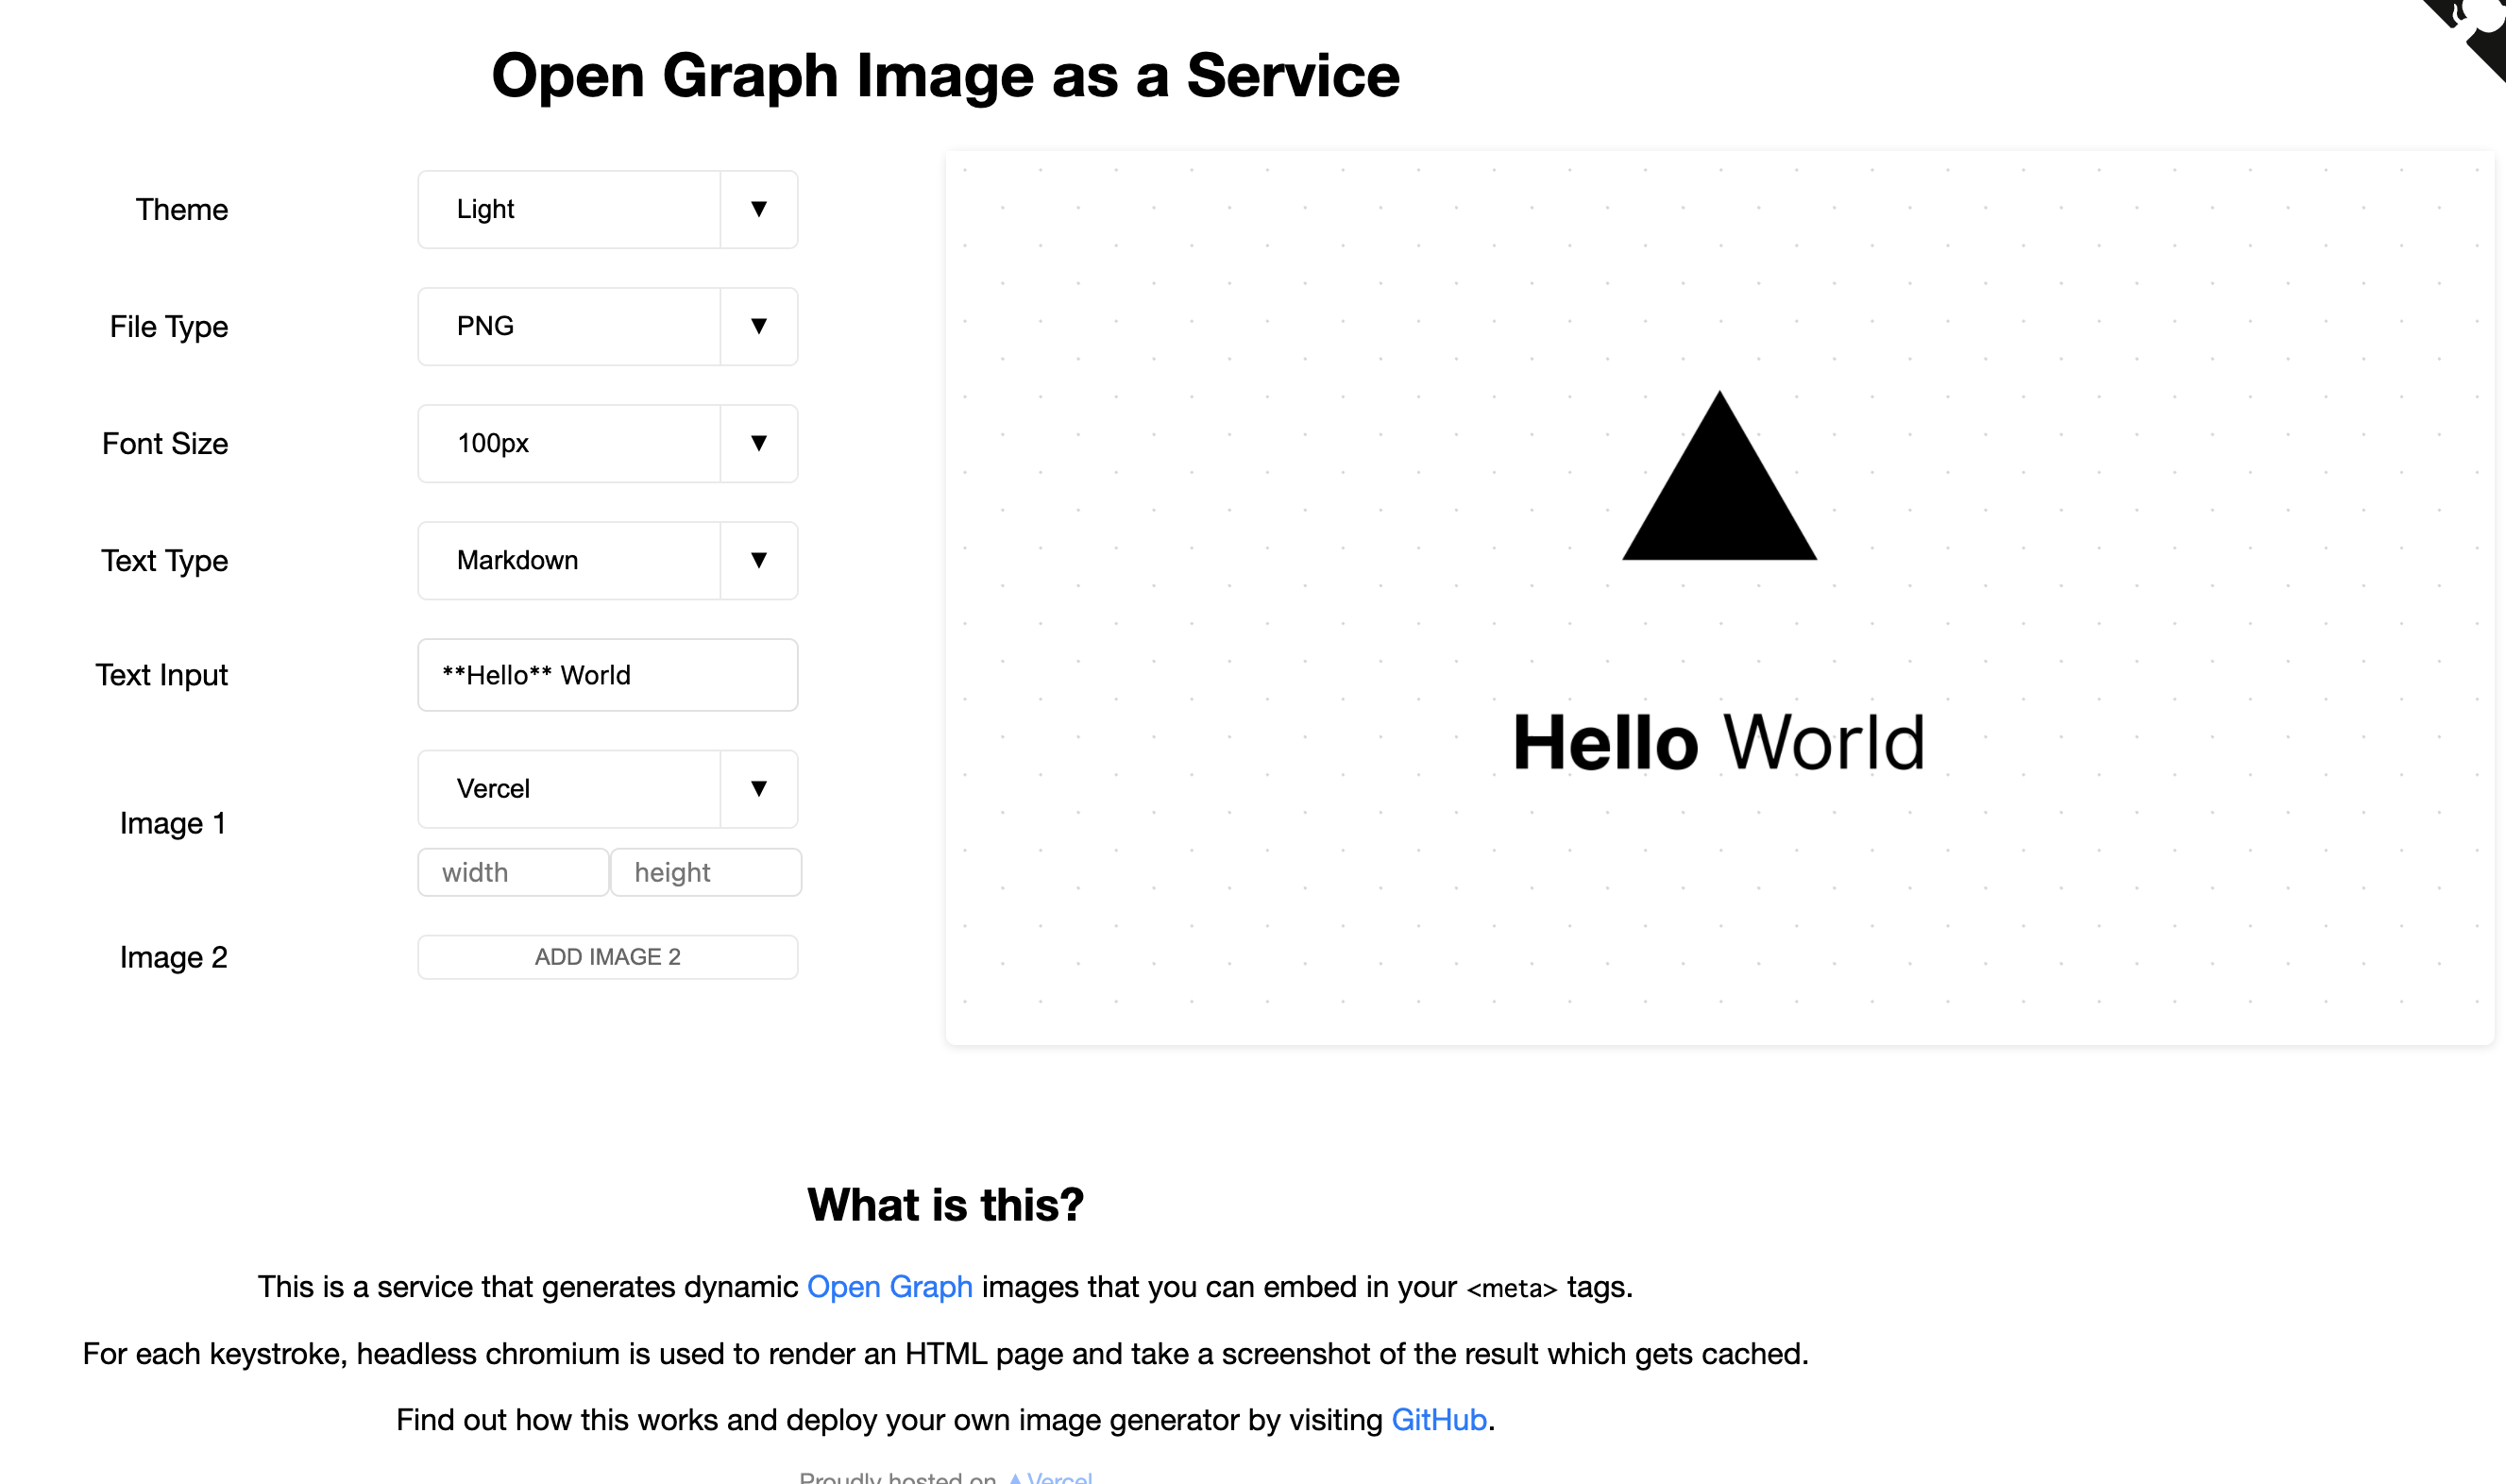 Open Graph Image as a Service
Theme
Light ▼
File Type
PNG ▼
Font Size
100px ▼
Text Type
Markdown ▼
Text Input
**Hello** World
Image 1
Vercel ▼
width height
Image 2
ADD IMAGE 2
Hello World
What is this?
This is a service that generates dynamic Open Graph images that you can embed in your <meta> tags.
For each keystroke, headless chromium is used to render an HTML page and take a screenshot of the result which gets cached.
Find out how this works and deploy your own image generator by visiting GitHub.
Proudly hosted on ▲Vercel